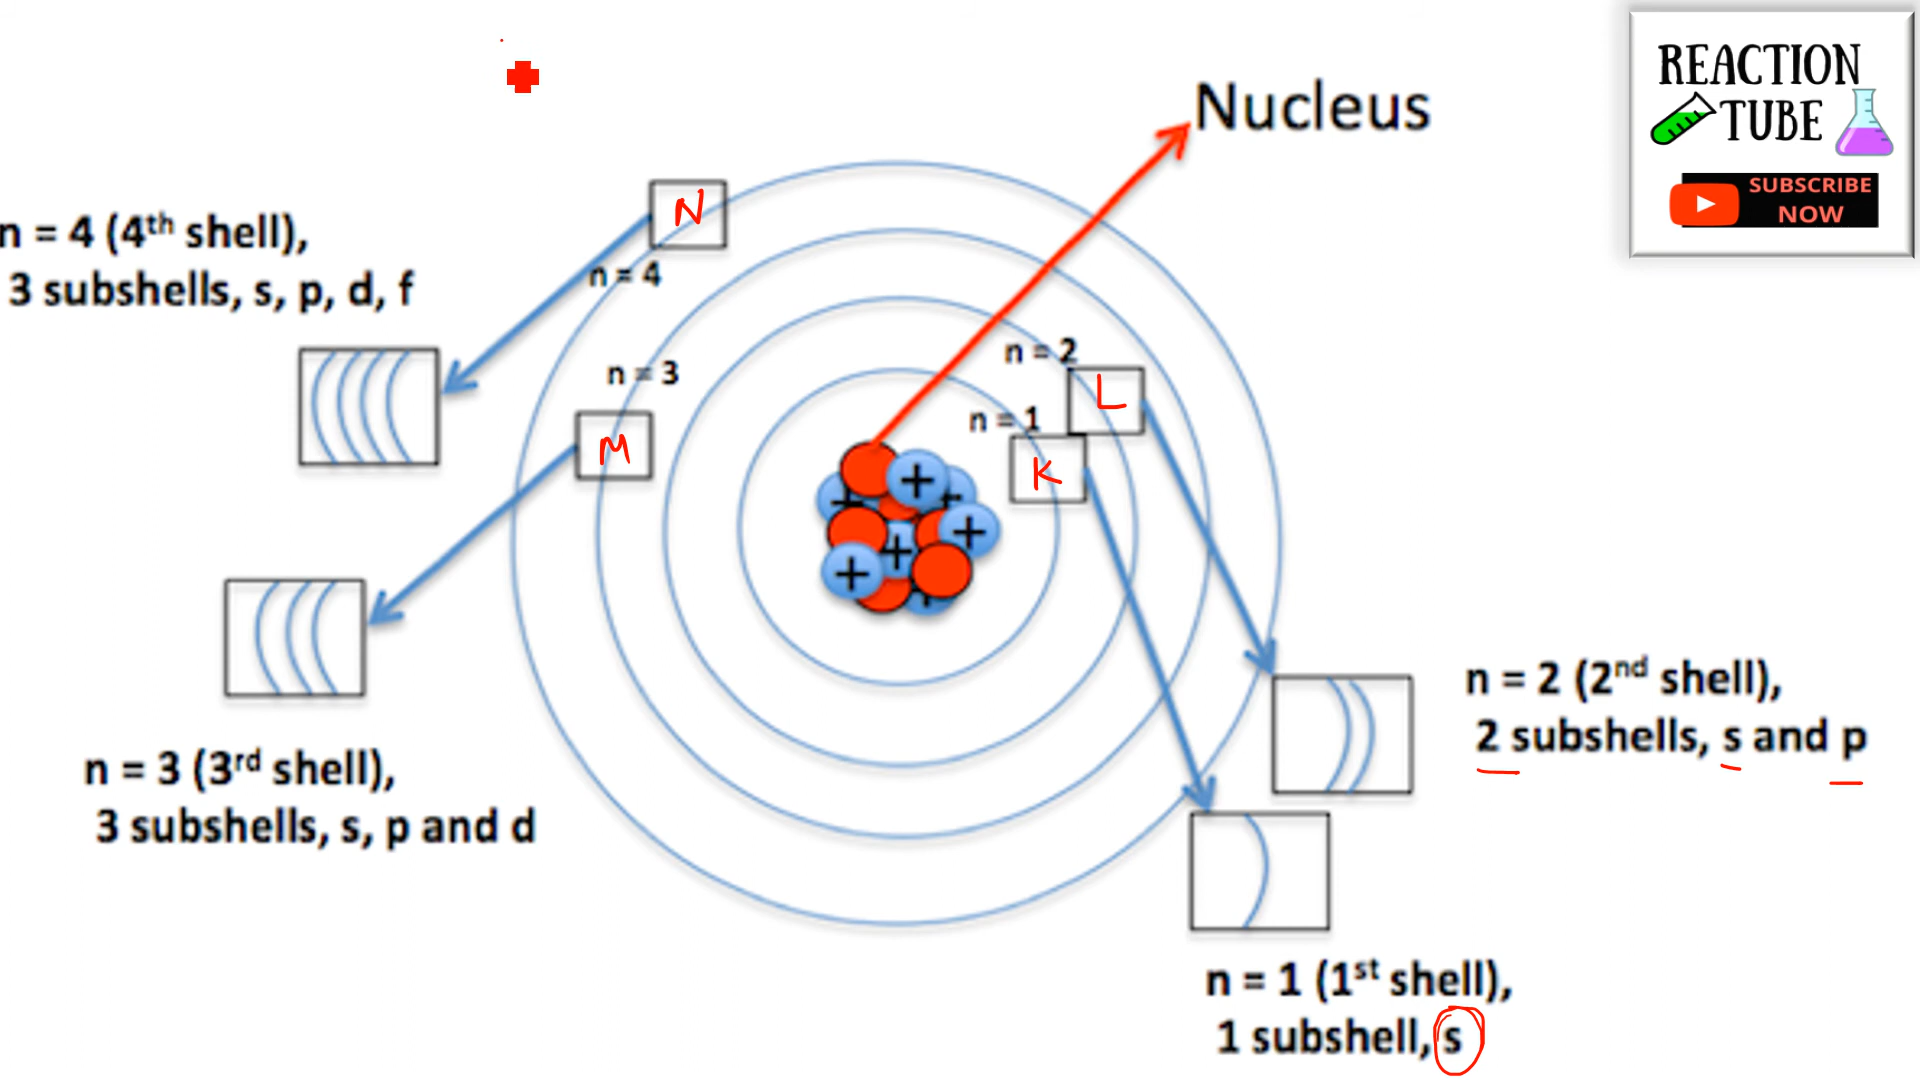 Nucleus
REACTION
TUBE
SUBSCRIBE
NOW
N
n = 4 (4th shell),
3 subshells, s, p, d, f
n = 4
n = 3
M
n = 2
L
n = 1
K
n = 3 (3rd shell),
3 subshells, s, p and d
n = 2 (2nd shell),
2 subshells, s and p
n = 1 (1st shell),
1 subshell, s
+
+
+
+
+
+
+